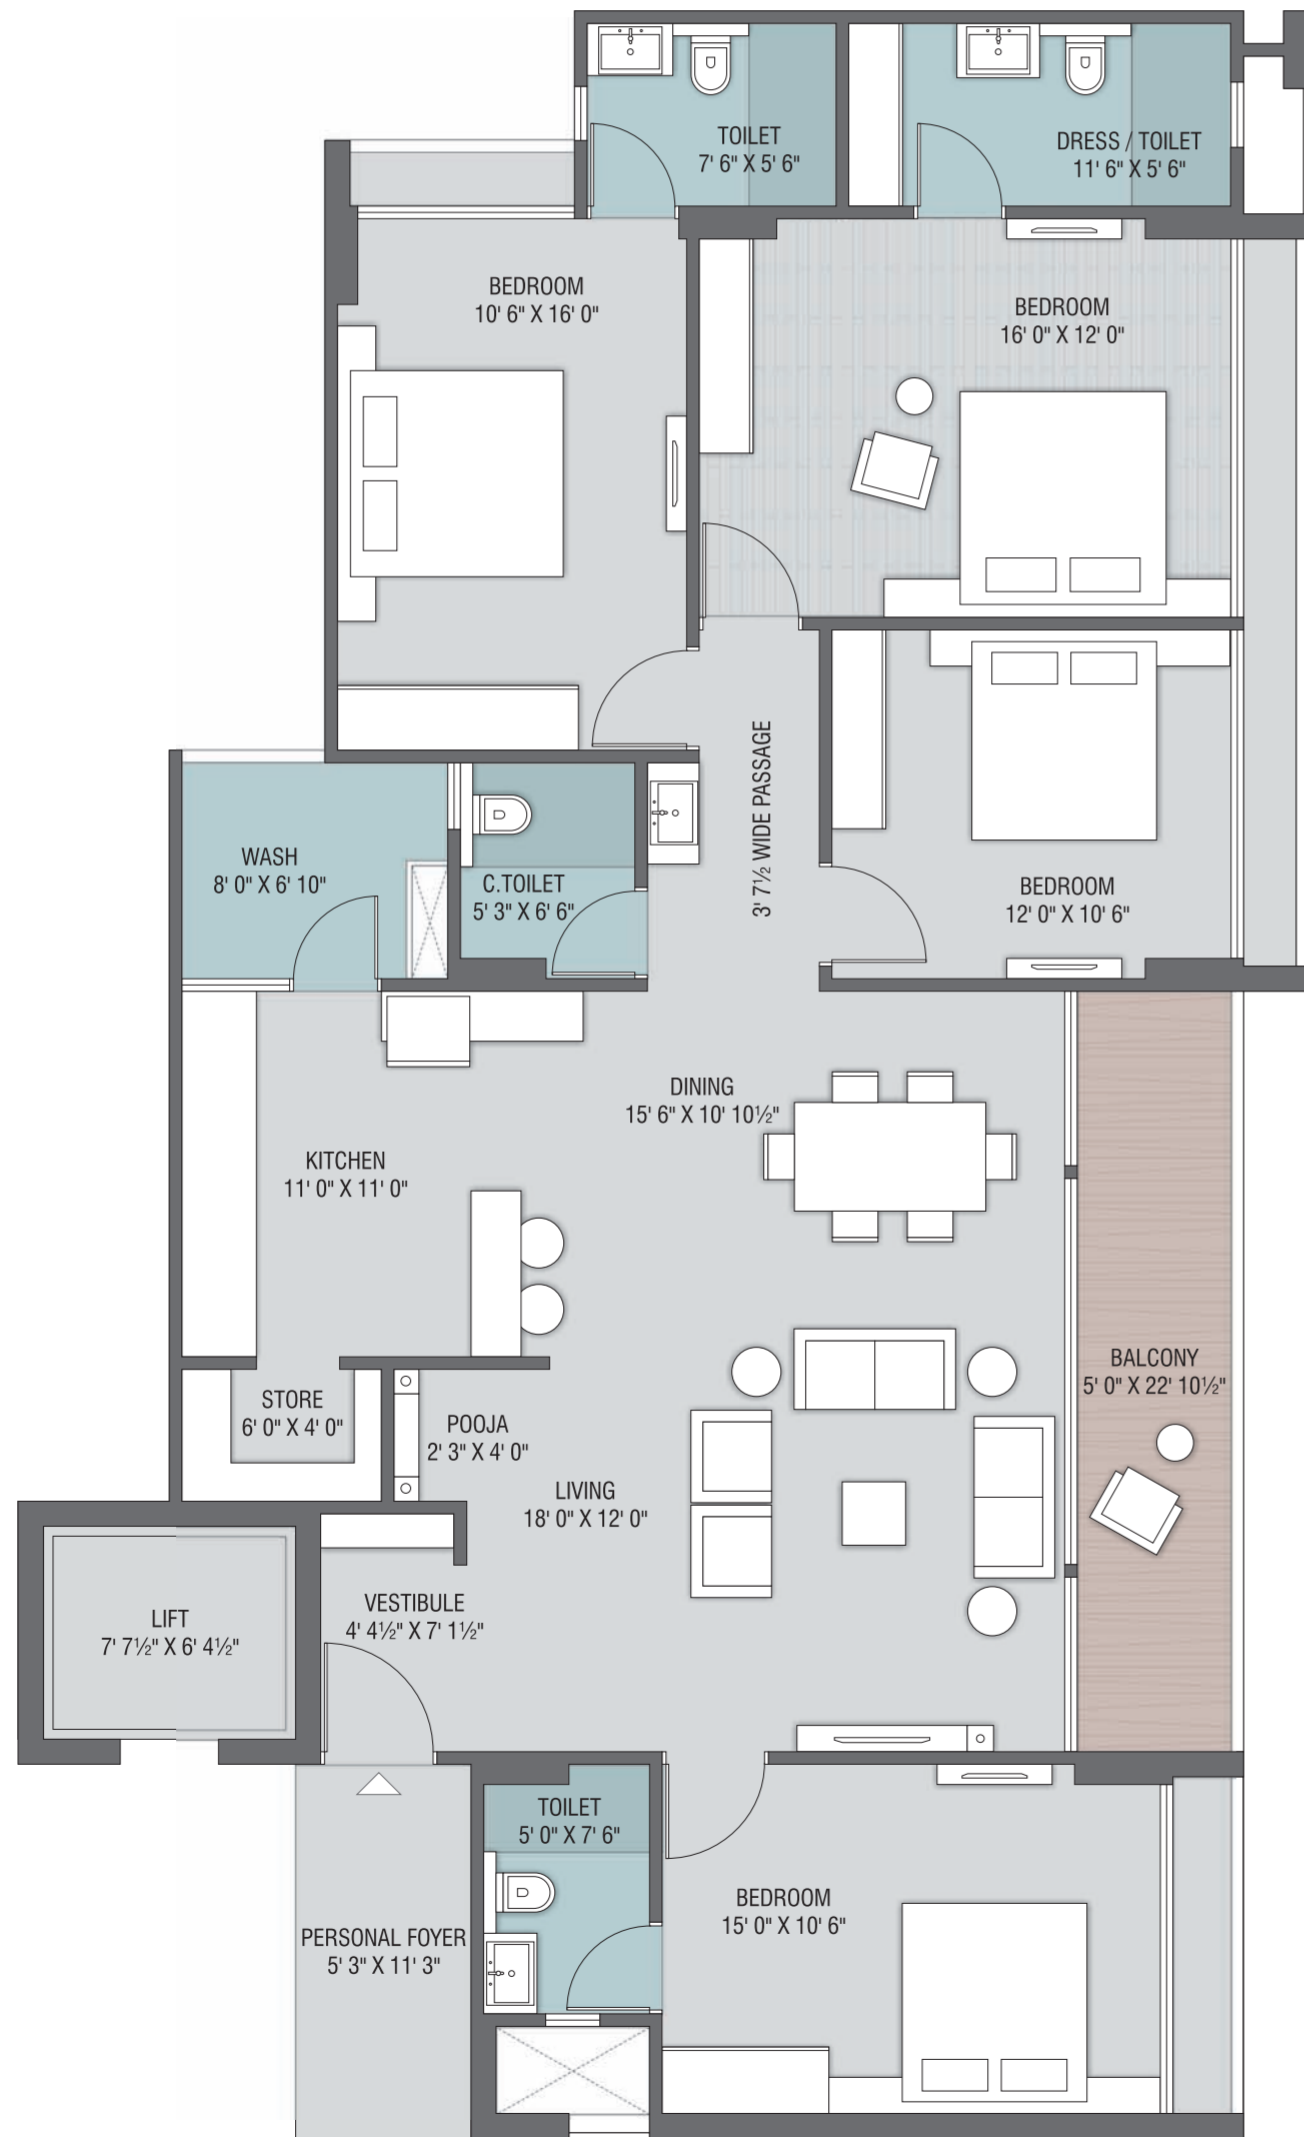 TOILET
7' 6" X 5' 6"
DRESS / TOILET
11' 6" X 5' 6"
BEDROOM
10' 6" X 16' 0"
BEDROOM
16' 0" X 12' 0"
3' 7½ WIDE PASSAGE
WASH
8' 0" X 6' 10"
C.TOILET
5' 3" X 6' 6"
BEDROOM
12' 0" X 10' 6"
DINING
15' 6" X 10' 10½"
KITCHEN
11' 0" X 11' 0"
BALCONY
5' 0" X 22' 10½"
STORE
6' 0" X 4' 0"
POOJA
2' 3" X 4' 0"
LIVING
18' 0" X 12' 0"
VESTIBULE
4' 4½" X 7' 1½"
LIFT
7' 7½" X 6' 4½"
TOILET
5' 0" X 7' 6"
BEDROOM
15' 0" X 10' 6"
PERSONAL FOYER
5' 3" X 11' 3"